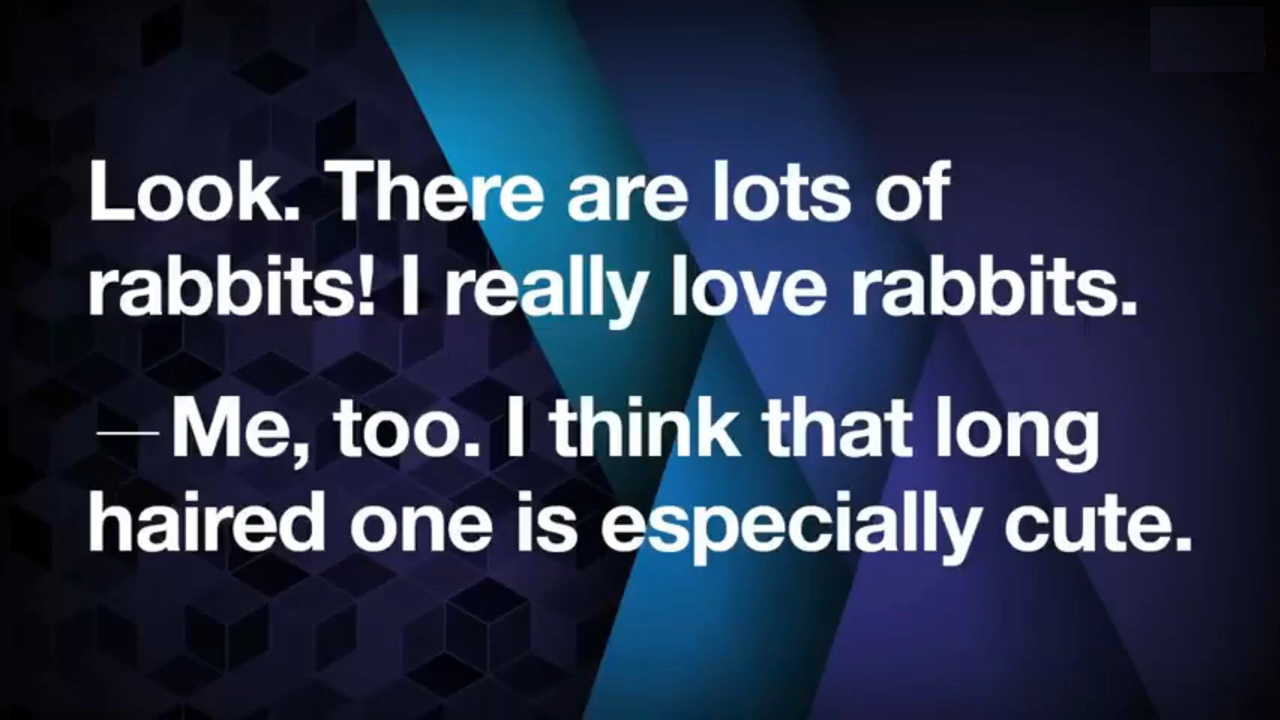 Look. There are lots of
rabbits! I really love rabbits.
—Me, too. I think that long
haired one is especially cute.